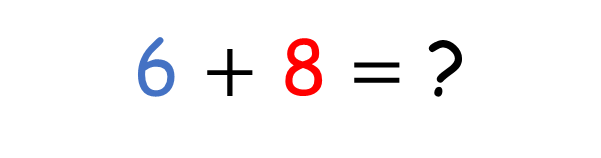 6 + 8 = ?